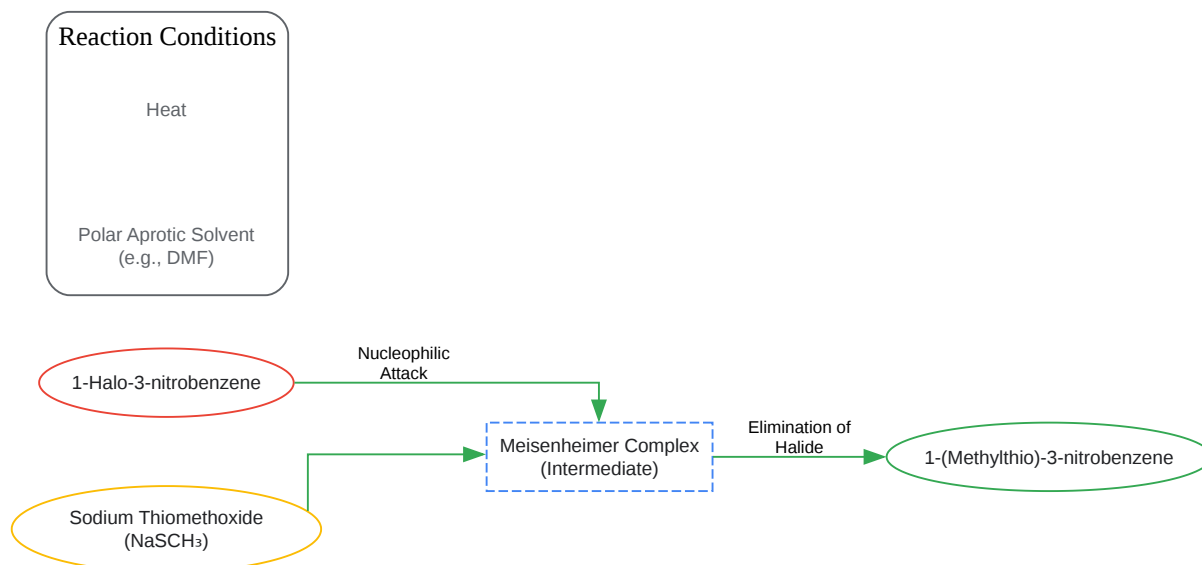 Reaction Conditions
Heat
Polar Aprotic Solvent
(e.g., DMF)
1-Halo-3-nitrobenzene
Nucleophilic
Attack
Sodium Thiomethoxide
(NaSCH₃)
Meisenheimer Complex
(Intermediate)
Elimination of
Halide
1-(Methylthio)-3-nitrobenzene